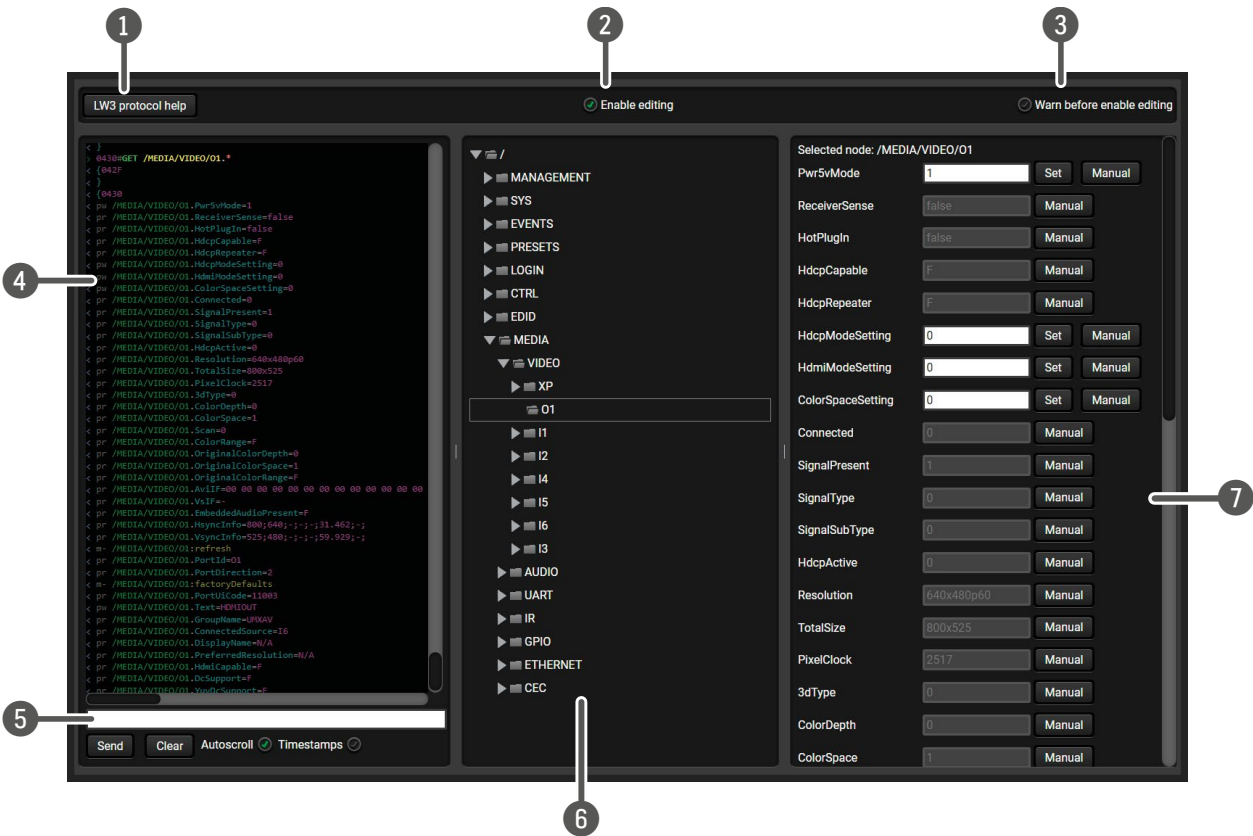 1
2
3
LW3 protocol help
Enable editing
Warn before enable editing
< }
> 0430#GET /MEDIA/VIDEO/O1.*
< {042F
< }
< {0430
< pw /MEDIA/VIDEO/O1.Pwr5vMode=1
< pr /MEDIA/VIDEO/O1.ReceiverSense=false
< pr /MEDIA/VIDEO/O1.HotPlugIn=false
< pr /MEDIA/VIDEO/O1.HdcpCapable=F
< pr /MEDIA/VIDEO/O1.HdcpRepeater=F
< pw /MEDIA/VIDEO/O1.HdcpModeSetting=0
< pw /MEDIA/VIDEO/O1.HdmiModeSetting=0
< pw /MEDIA/VIDEO/O1.ColorSpaceSetting=0
< pr /MEDIA/VIDEO/O1.Connected=0
< pr /MEDIA/VIDEO/O1.SignalPresent=1
< pr /MEDIA/VIDEO/O1.SignalType=0
< pr /MEDIA/VIDEO/O1.SignalSubType=0
< pr /MEDIA/VIDEO/O1.HdcpActive=0
< pr /MEDIA/VIDEO/O1.Resolution=640x480p60
< pr /MEDIA/VIDEO/O1.TotalSize=800x525
< pr /MEDIA/VIDEO/O1.PixelClock=2517
< pr /MEDIA/VIDEO/O1.3dType=0
< pr /MEDIA/VIDEO/O1.ColorDepth=0
< pr /MEDIA/VIDEO/O1.ColorSpace=1
< pr /MEDIA/VIDEO/O1.Scan=0
< pr /MEDIA/VIDEO/O1.ColorRange=F
< pr /MEDIA/VIDEO/O1.OriginalColorDepth=0
< pr /MEDIA/VIDEO/O1.OriginalColorSpace=1
< pr /MEDIA/VIDEO/O1.OriginalColorRange=F
< pr /MEDIA/VIDEO/O1.AviIF=00 00 00 00 00 00 00 00 00 00 00 00 00
< pr /MEDIA/VIDEO/O1.VsIF=-
< pr /MEDIA/VIDEO/O1.EmbeddedAudioPresent=F
< pr /MEDIA/VIDEO/O1.HsyncInfo=800;640;-;-;-;31.462;-;
< pr /MEDIA/VIDEO/O1.VsyncInfo=525;480;-;-;-;59.929;-;
< m- /MEDIA/VIDEO/O1:refresh
< pr /MEDIA/VIDEO/O1.PortId=O1
< pr /MEDIA/VIDEO/O1.PortDirection=2
< m- /MEDIA/VIDEO/O1:factoryDefaults
< pr /MEDIA/VIDEO/O1.PortUiCode=11003
< pw /MEDIA/VIDEO/O1.Text=HDMIOUT
< pr /MEDIA/VIDEO/O1.GroupName=UMXAV
< pr /MEDIA/VIDEO/O1.ConnectedSource=I6
< pr /MEDIA/VIDEO/O1.DisplayName=N/A
< pr /MEDIA/VIDEO/O1.PreferredResolution=N/A
< pr /MEDIA/VIDEO/O1.HdmiCapable=F
< pr /MEDIA/VIDEO/O1.DcSupport=F
< pr /MEDIA/VIDEO/O1.YuvDcSupport=F
4
5
Send
Clear
Autoscroll
Timestamps
/
MANAGEMENT
SYS
EVENTS
PRESETS
LOGIN
CTRL
EDID
MEDIA
VIDEO
XP
O1
I1
I2
I4
I5
I6
I3
AUDIO
UART
IR
GPIO
ETHERNET
CEC
6
Selected node: /MEDIA/VIDEO/O1
Pwr5vMode 1 Set Manual
ReceiverSense false Manual
HotPlugIn false Manual
HdcpCapable F Manual
HdcpRepeater F Manual
HdcpModeSetting 0 Set Manual
HdmiModeSetting 0 Set Manual
ColorSpaceSetting 0 Set Manual
Connected 0 Manual
SignalPresent 1 Manual
SignalType 0 Manual
SignalSubType 0 Manual
HdcpActive 0 Manual
Resolution 640x480p60 Manual
TotalSize 800x525 Manual
PixelClock 2517 Manual
3dType 0 Manual
ColorDepth 0 Manual
ColorSpace 1 Manual
7